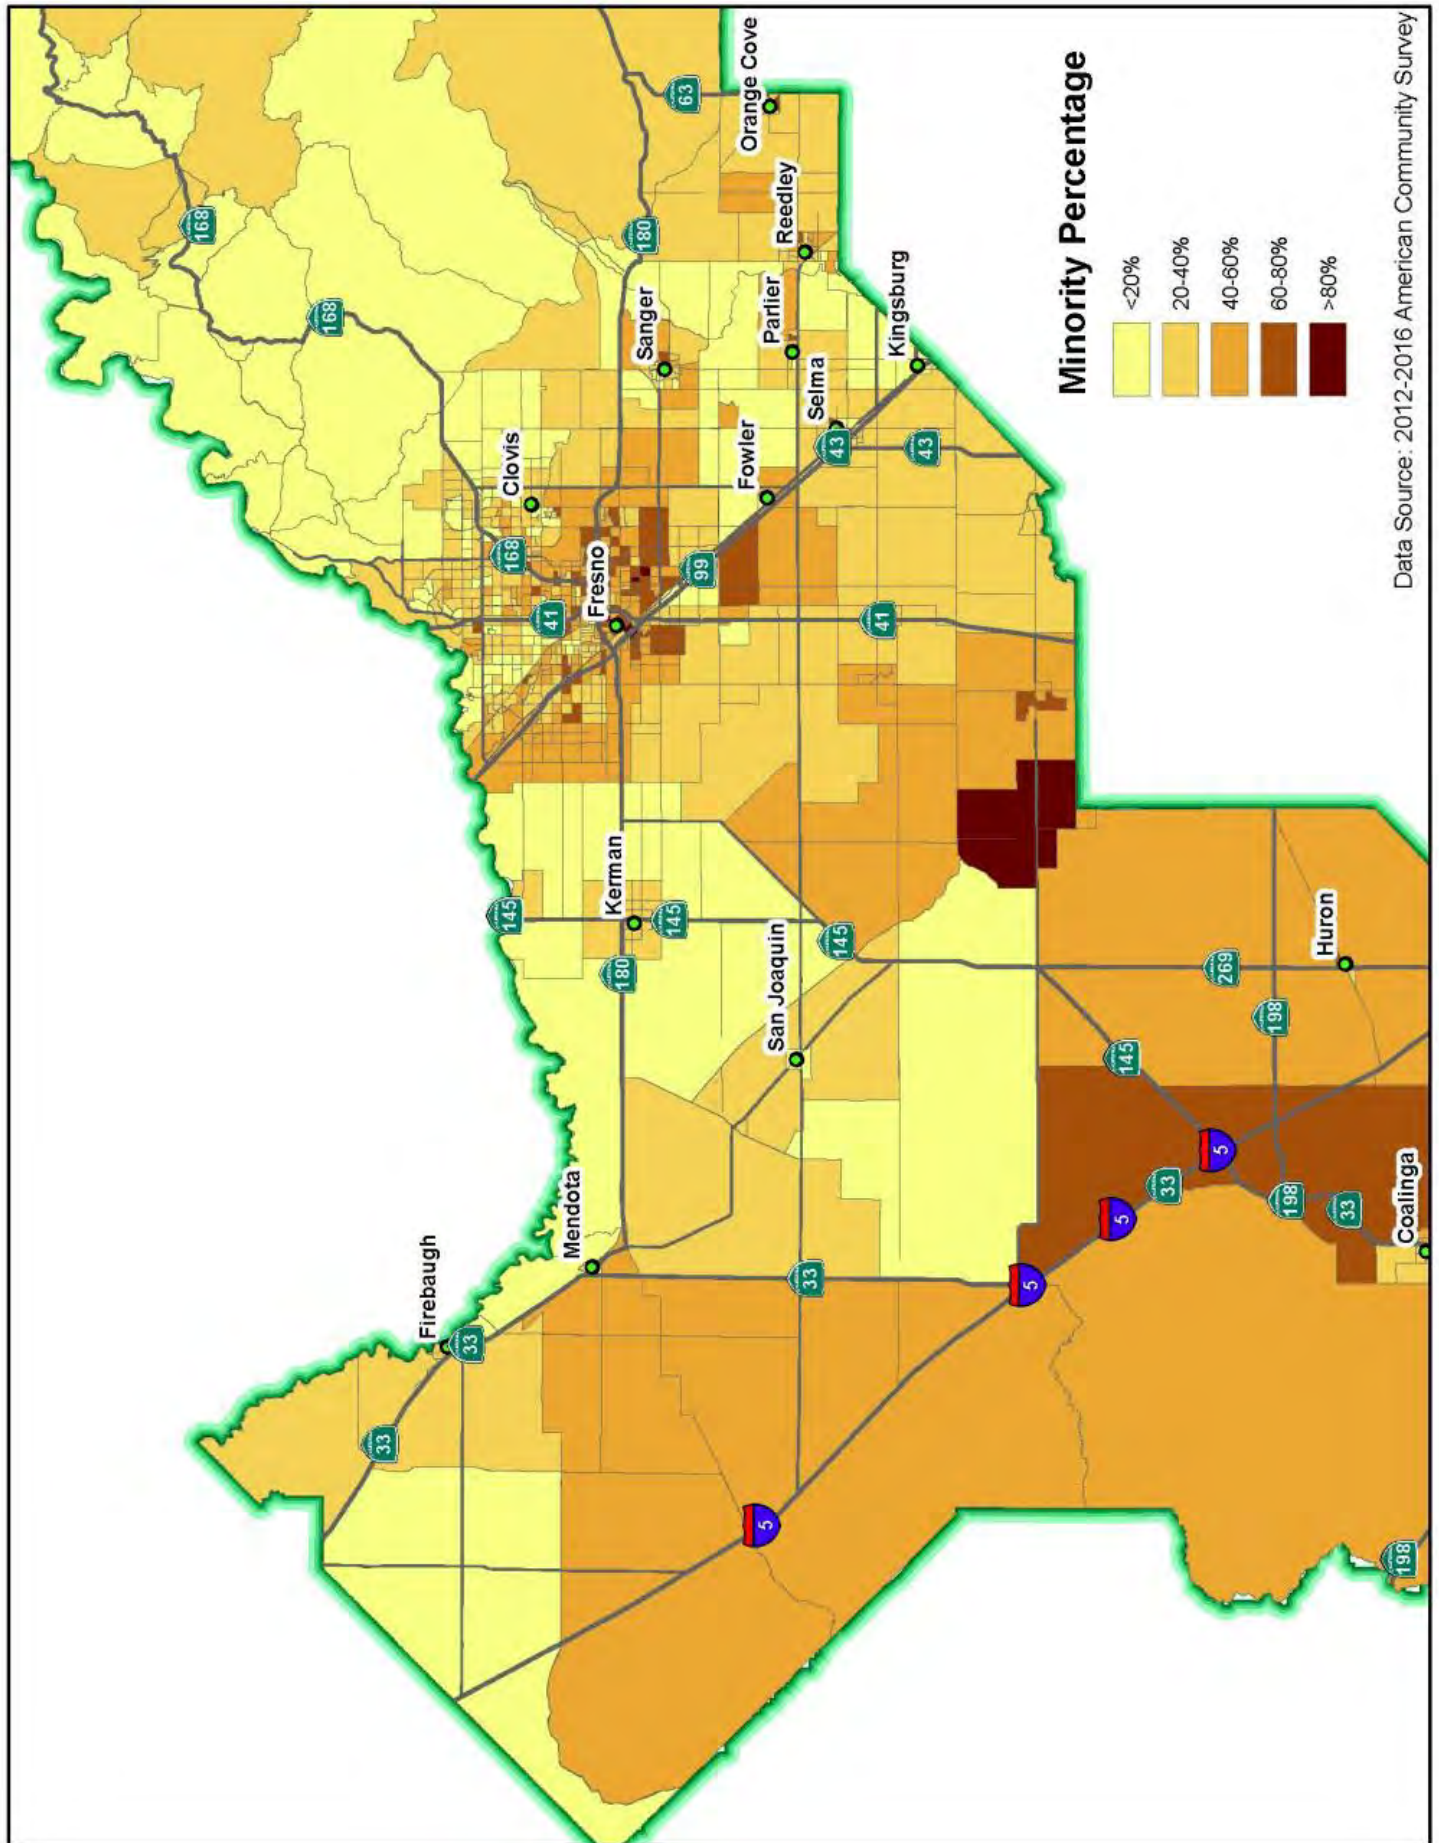 168
168
33
Firebaugh
33
145
Clovis
168
41
Mendota
Fresno
Kerman
180
180
Sanger
145
63
99
Fowler
Orange Cove
5
Parlier
San Joaquin
Reedley
33
Selma
145
43
41
Kingsburg
43
5
5
145
33
5
269
198
198
Huron
33
198
Coalinga
Minority Percentage
<20%
20-40%
40-60%
60-80%
>80%
Data Source: 2012-2016 American Community Survey